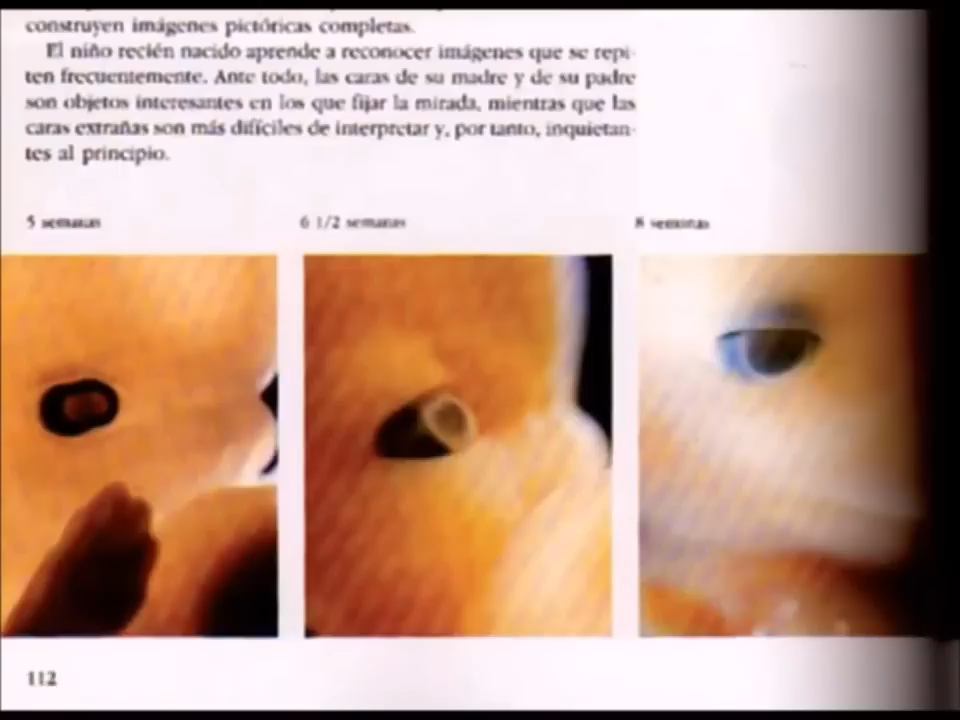 construyen imágenes pictóricas completas.
El niño recién nacido aprende a reconocer imágenes que se repi-
ten frecuentemente. Ante todo, las caras de su madre y de su padre
son objetos interesantes en los que fijar la mirada, mientras que las
caras extrañas son más difíciles de interpretar y, por tanto, inquietan-
tes al principio.
5 semanas
6 1/2 semanas
8 semanas
112